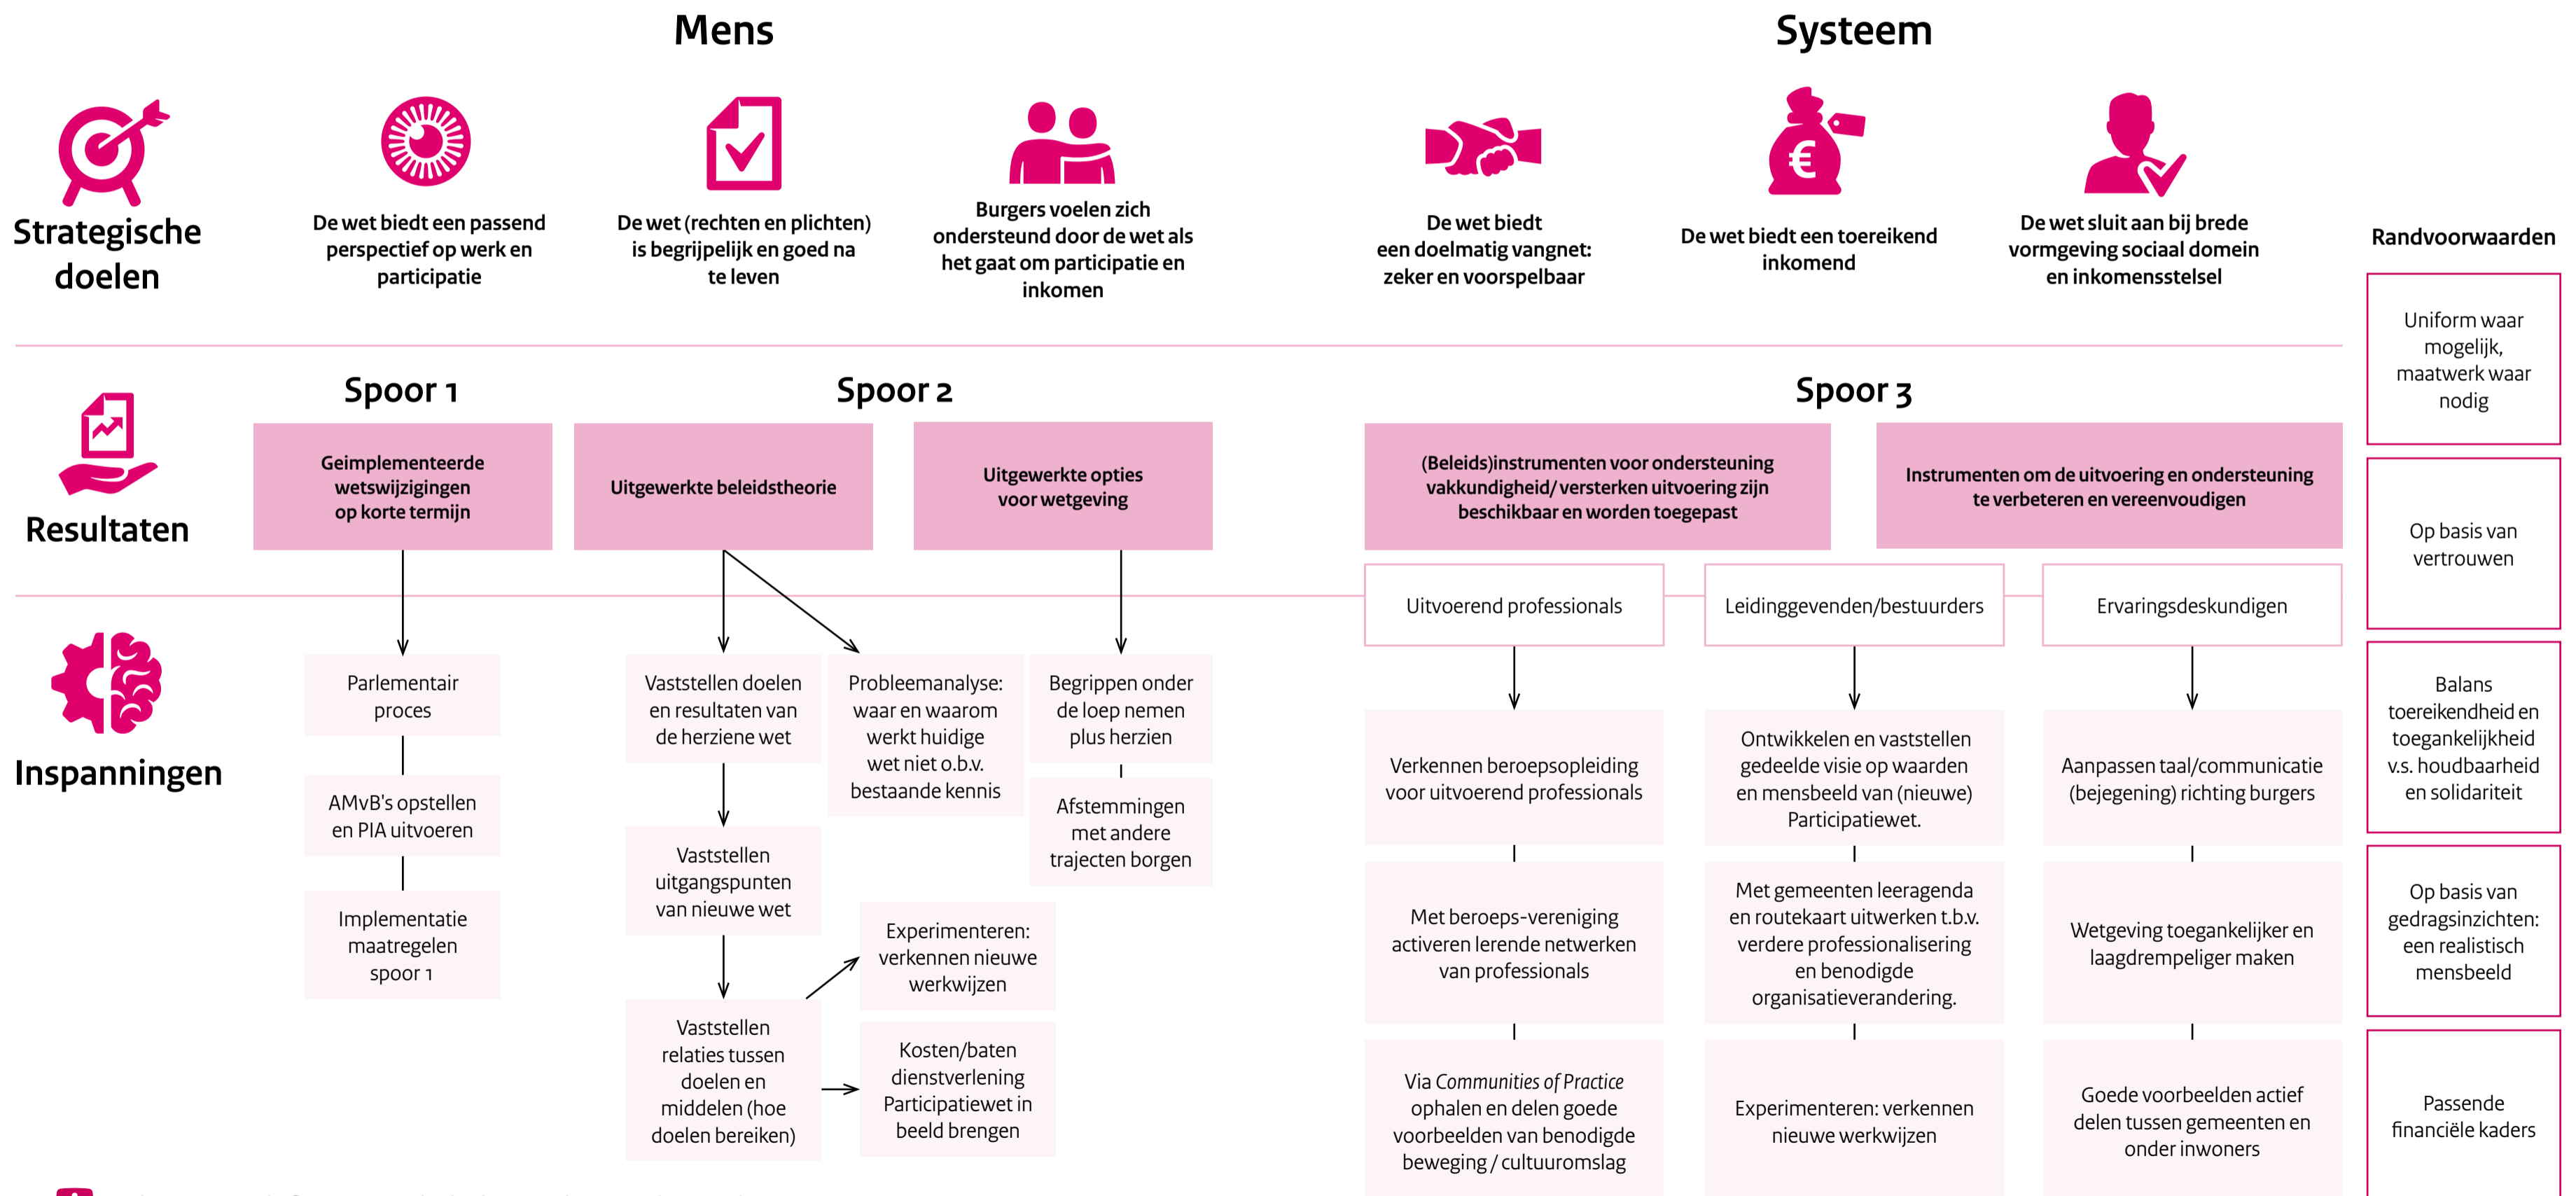 Mens
Systeem
Strategische
doelen
De wet biedt een passend
perspectief op werk en
participatie
De wet (rechten en plichten)
is begrijpelijk en goed na
te leven
Burgers voelen zich
ondersteund door de wet als
het gaat om participatie en
inkomen
De wet biedt
een doelmatig vangnet:
zeker en voorspelbaar
€
De wet biedt een toereikend
inkomend
De wet sluit aan bij brede
vormgeving sociaal domein
en inkomensstelsel
Randvoorwaarden
Uniform waar
mogelijk,
maatwerk waar
nodig
Op basis van
vertrouwen
Balans
toereikendheid en
toegankelijkheid
v.s. houdbaarheid
en solidariteit
Op basis van
gedragsinzichten:
een realistisch
mensbeeld
Passende
financiële kaders
Resultaten
Spoor 1
Geimplementeerde
wetswijzigingen
op korte termijn
Spoor 2
Uitgewerkte beleidstheorie
Uitgewerkte opties
voor wetgeving
Spoor 3
(Beleids)instrumenten voor ondersteuning
vakkundigheid/ versterken uitvoering zijn
beschikbaar en worden toegepast
Instrumenten om de uitvoering en ondersteuning
te verbeteren en vereenvoudigen
Uitvoerend professionals
Leidinggevenden/bestuurders
Ervaringsdeskundigen
Inspanningen
Parlementair
proces
AMvB's opstellen
en PIA uitvoeren
Implementatie
maatregelen
spoor 1
Vaststellen doelen
en resultaten van
de herziene wet
Vaststellen
uitgangspunten
van nieuwe wet
Vaststellen
relaties tussen
doelen en
middelen (hoe
doelen bereiken)
Probleemanalyse:
waar en waarom
werkt huidige
wet niet o.b.v.
bestaande kennis
Experimenteren:
verkennen nieuwe
werkwijzen
Kosten/baten
dienstverlening
Participatiewet in
beeld brengen
Begrippen onder
de loep nemen
plus herzien
Afstemmingen
met andere
trajecten borgen
Verkennen beroepsopleiding
voor uitvoerend professionals
Met beroeps-vereniging
activeren lerende netwerken
van professionals
Via Communities of Practice
ophalen en delen goede
voorbeelden van benodigde
beweging / cultuuromslag
Ontwikkelen en vaststellen
gedeelde visie op waarden
en mensbeeld van (nieuwe)
Participatiewet.
Met gemeenten leeragenda
en routekaart uitwerken t.b.v.
verdere professionalisering
en benodigde
organisatieverandering.
Experimenteren: verkennen
nieuwe werkwijzen
Aanpassen taal/communicatie
(bejegening) richting burgers
Wetgeving toegankelijker en
laagdrempeliger maken
Goede voorbeelden actief
delen tussen gemeenten en
onder inwoners